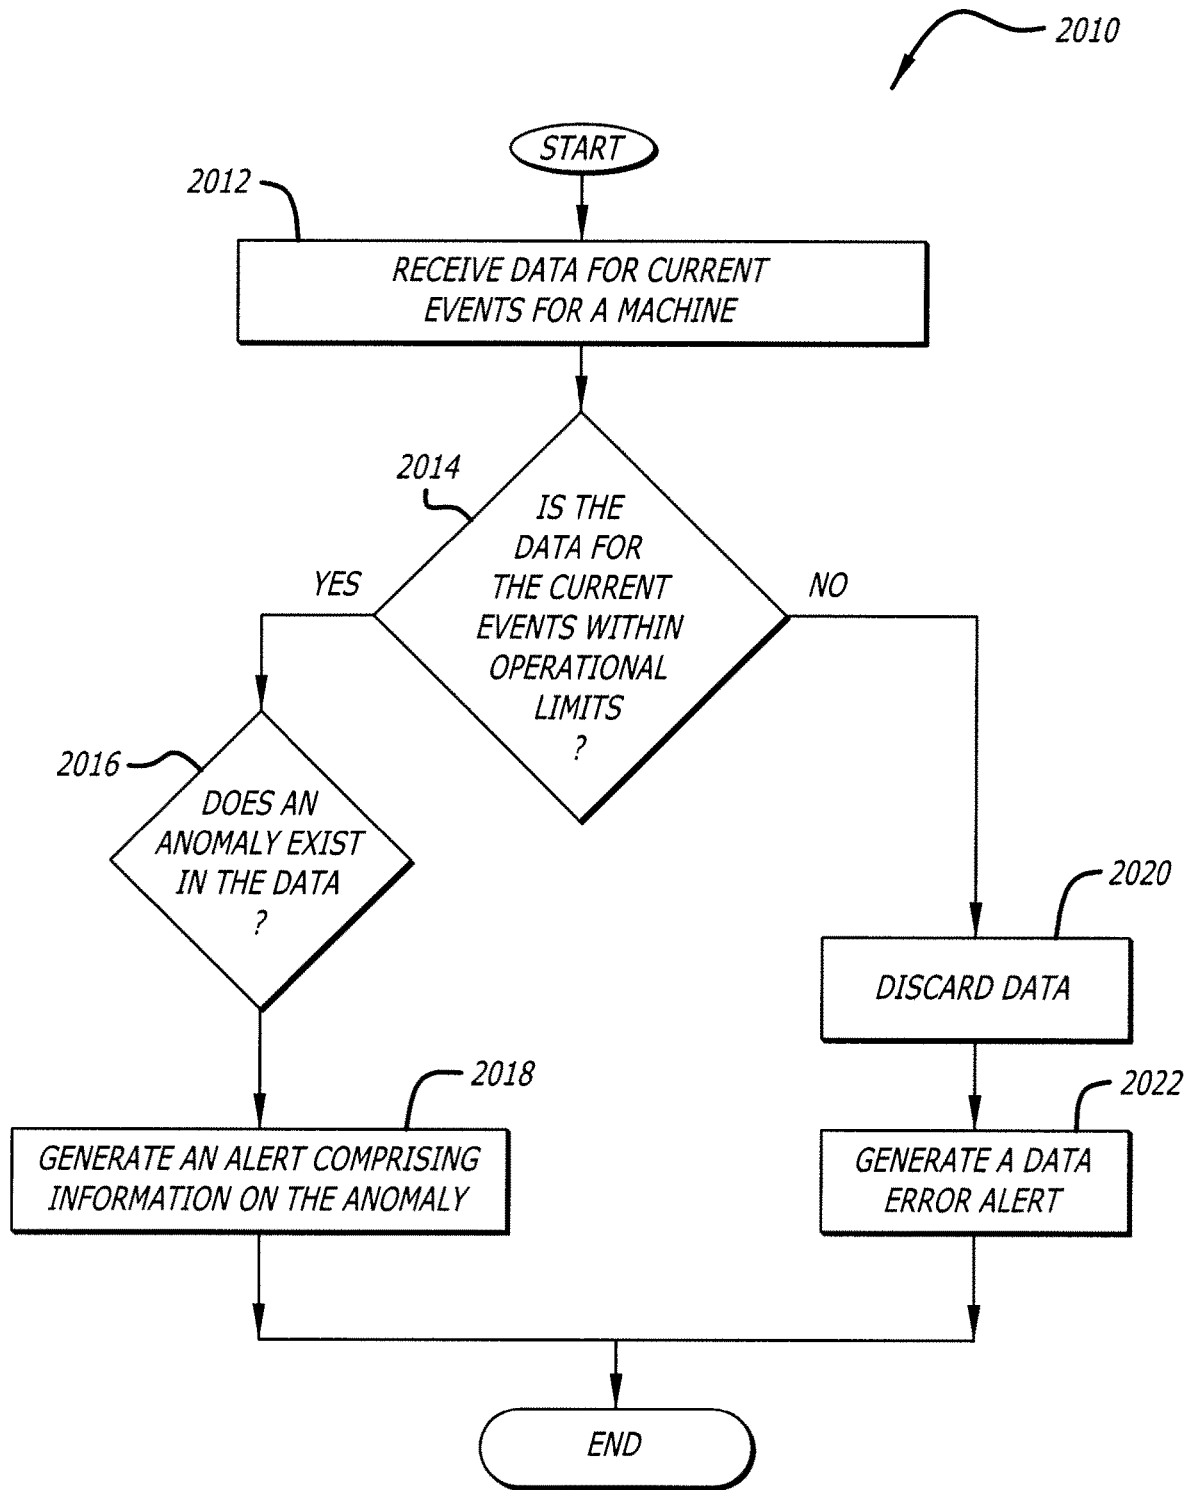 2010
START
2012
RECEIVE DATA FOR CURRENT
EVENTS FOR A MACHINE
2014
IS THE
DATA FOR
THE CURRENT
EVENTS WITHIN
OPERATIONAL
LIMITS
?
YES
NO
2016
DOES AN
ANOMALY EXIST
IN THE DATA
?
2020
DISCARD DATA
2018
GENERATE AN ALERT COMPRISING
INFORMATION ON THE ANOMALY
2022
GENERATE A DATA
ERROR ALERT
END